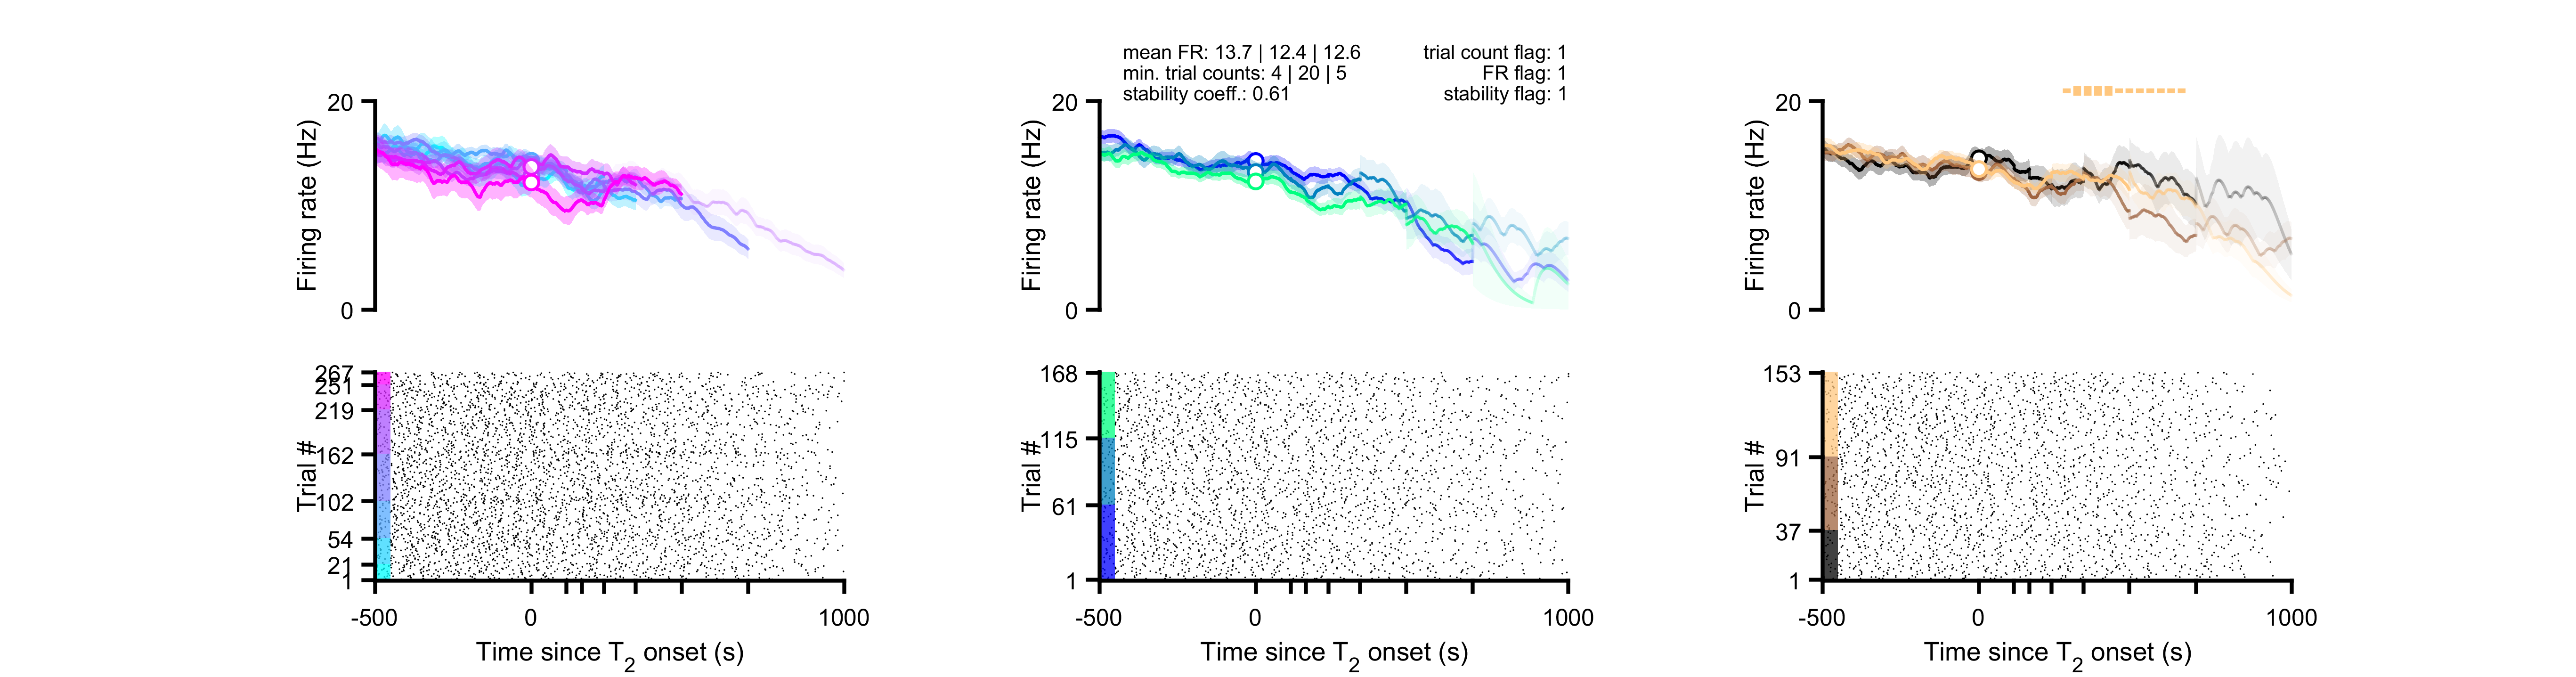 mean FR: 13.7 | 12.4 | 12.6
min. trial counts: 4 | 20 | 5
stability coeff.: 0.61
trial count flag: 1
FR flag: 1
stability flag: 1
20
Firing rate (Hz)
0
20
Firing rate (Hz)
0
20
Firing rate (Hz)
0
267
251
219
162
102
54
21
1
Trial #
-500
0
1000
Time since T2 onset (s)
168
115
61
1
Trial #
-500
0
1000
Time since T2 onset (s)
153
91
37
1
Trial #
-500
0
1000
Time since T2 onset (s)